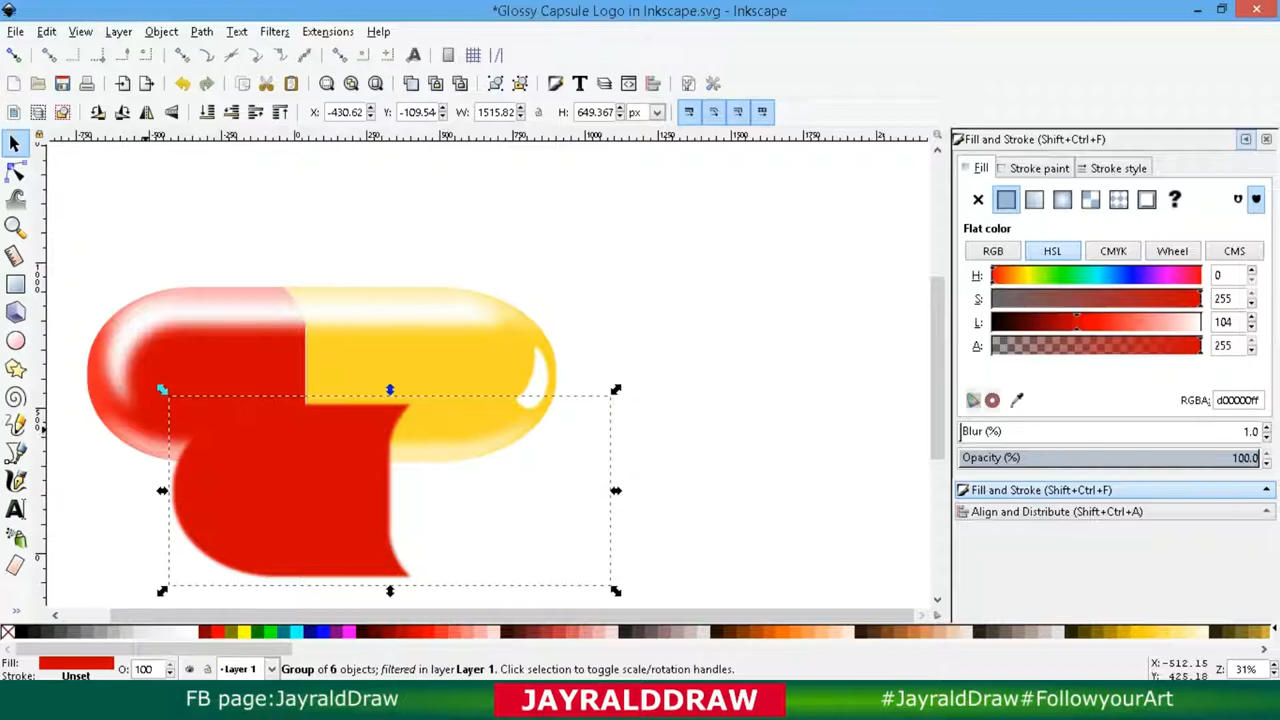 *Glossy Capsule Logo in Inkscape.svg - Inkscape
File Edit View Layer Object Path Text Filters Extensions Help
X: -430.62 Y: -109.54 W: 1515.82 H: 649.367 px
Fill and Stroke (Shift+Ctrl+F)
Fill Stroke paint Stroke style
Flat color
RGB HSL CMYK Wheel CMS
H: 0
S: 255
L: 104
A: 255
RGBA: d00000ff
Blur (%) 1.0
Opacity (%) 100.0
Fill and Stroke (Shift+Ctrl+F)
Align and Distribute (Shift+Ctrl+A)
Fill: O: 100 Layer 1 Group of 6 objects; filtered in layer Layer 1. Click selection to toggle scale/rotation handles. X:-512.15 Z: 31%
Stroke: Unset Y: 425.18
FB page:JayraldDraw JAYRALDDRAW #JayraldDraw#FollowyourArt